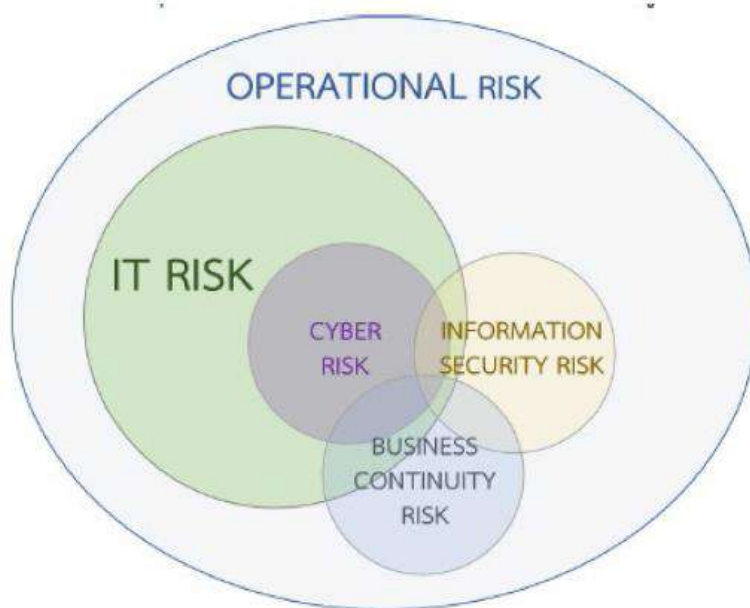 OPERATIONAL RISK
IT RISK
CYBER
RISK
INFORMATION
SECURITY RISK
BUSINESS
CONTINUITY
RISK